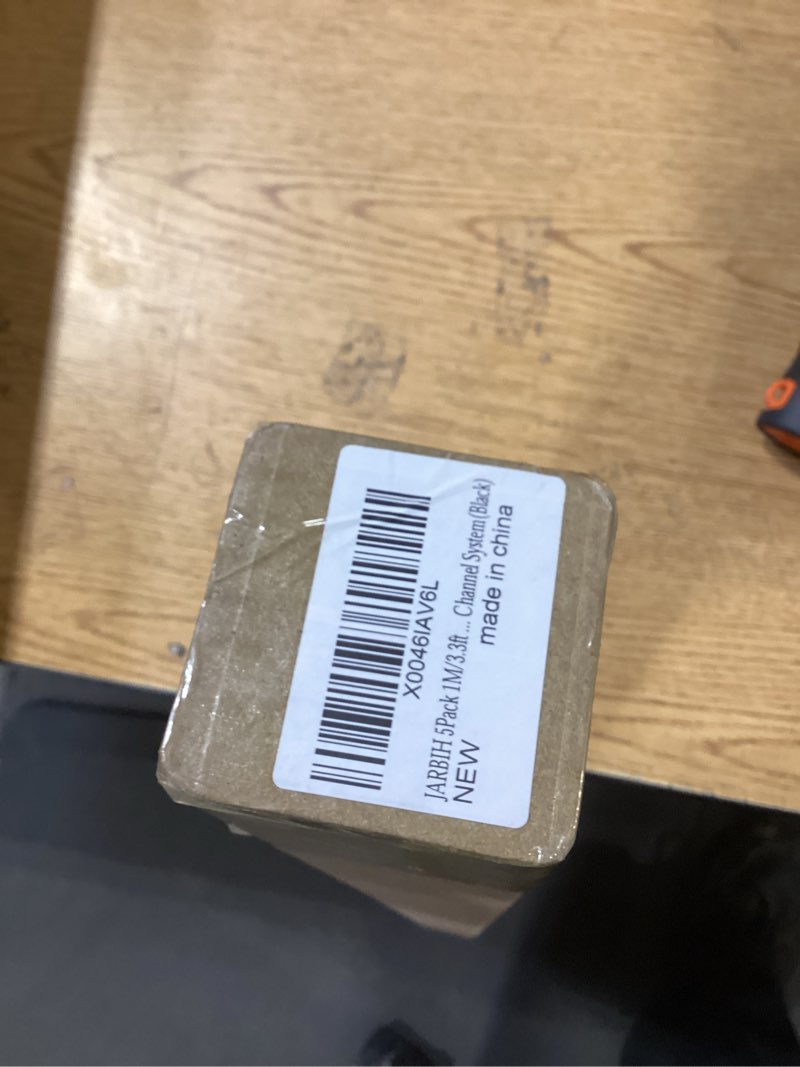 X0046IAV6L
JARBIH 5Pack 1M/3.3ft ... Channel System(Black)
NEW
made in china